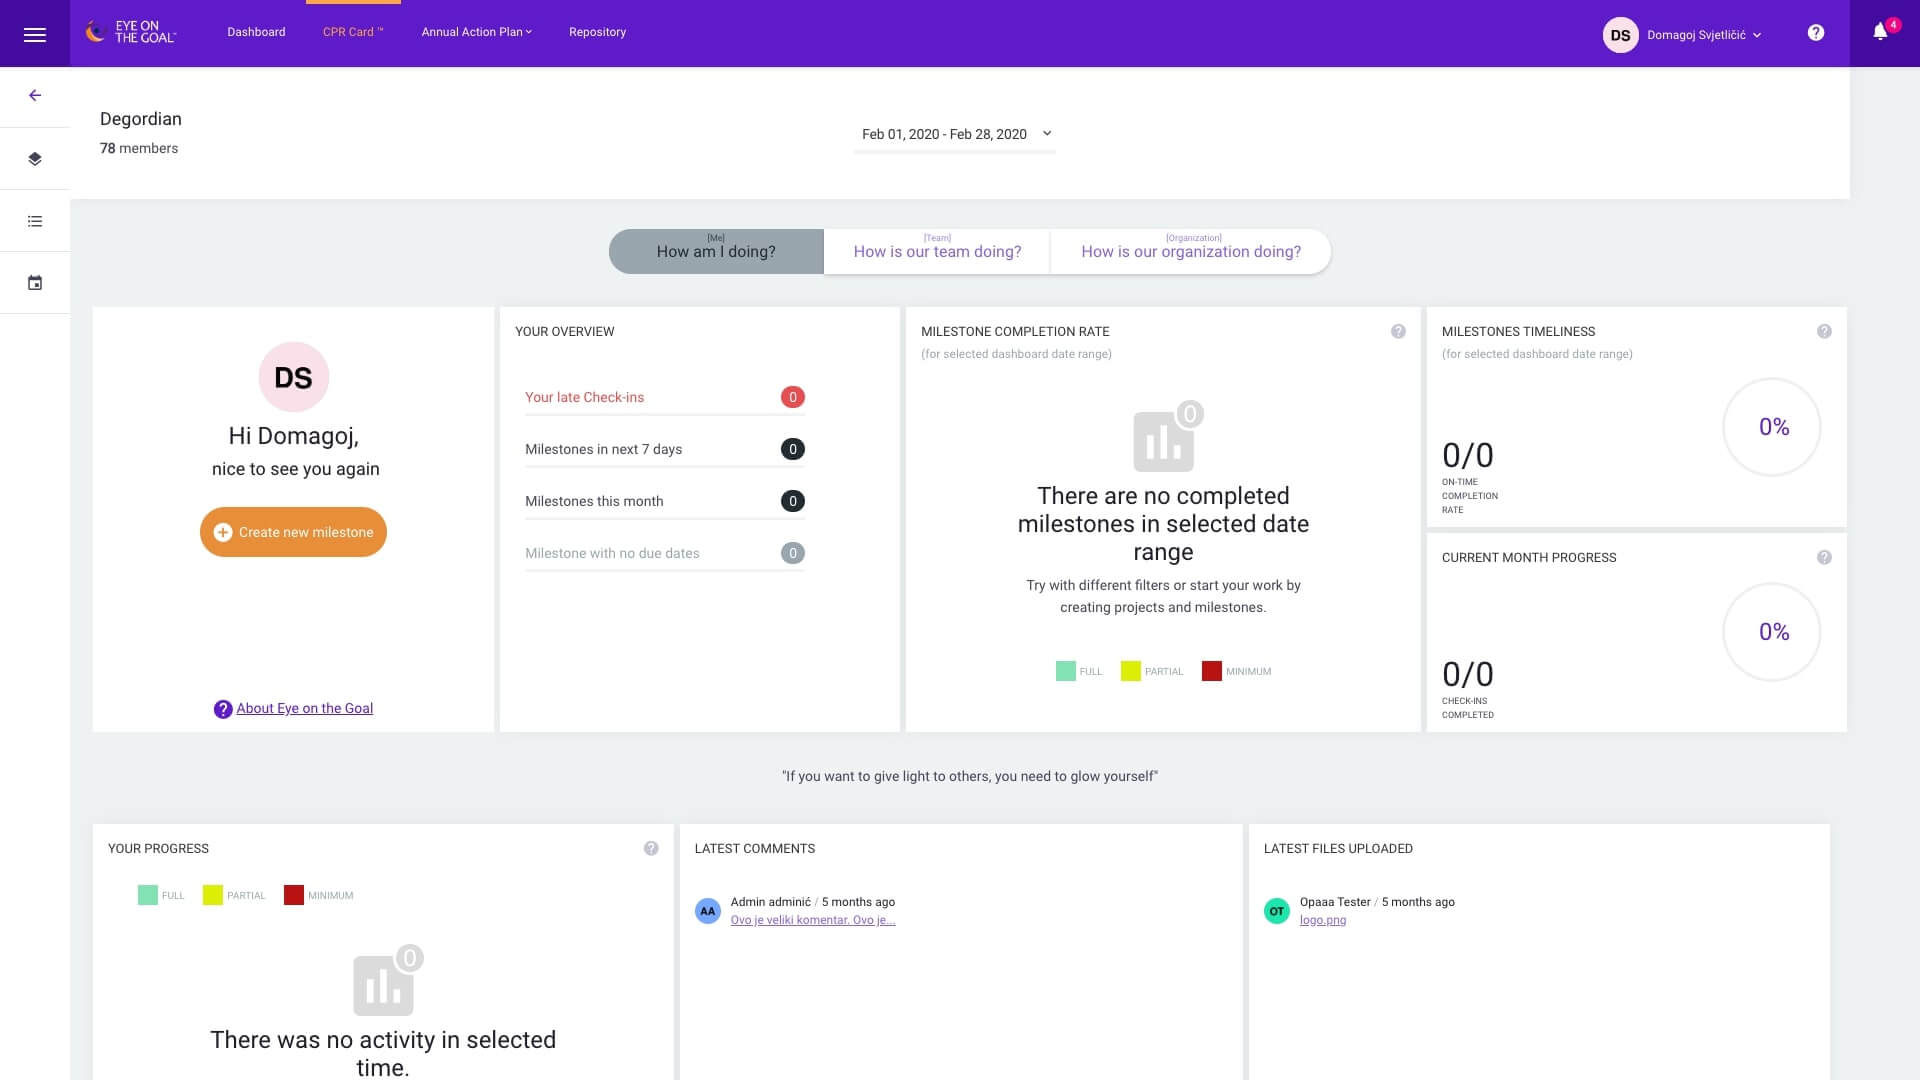 EYE ON
THE GOAL™
Dashboard
CPR Card ™
Annual Action Plan
Repository
DS
Domagoj Svjetličić
?
4
Degordian
78 members
Feb 01, 2020 - Feb 28, 2020
[Me]
How am I doing?
[Team]
How is our team doing?
[Organization]
How is our organization doing?
DS
Hi Domagoj,
nice to see you again
Create new milestone
? About Eye on the Goal
YOUR OVERVIEW
Your late Check-ins 0
Milestones in next 7 days 0
Milestones this month 0
Milestone with no due dates 0
MILESTONE COMPLETION RATE ?
(for selected dashboard date range)
0
There are no completed
milestones in selected date
range
Try with different filters or start your work by
creating projects and milestones.
FULL PARTIAL MINIMUM
MILESTONES TIMELINESS ?
(for selected dashboard date range)
0%
0/0
ON-TIME
COMPLETION
RATE
CURRENT MONTH PROGRESS ?
0%
0/0
CHECK-INS
COMPLETED
"If you want to give light to others, you need to glow yourself"
YOUR PROGRESS ?
FULL PARTIAL MINIMUM
0
There was no activity in selected
time.
LATEST COMMENTS
AA
Admin adminić / 5 months ago
Ovo je veliki komentar. Ovo je...
LATEST FILES UPLOADED
OT
Opaaa Tester / 5 months ago
logo.png